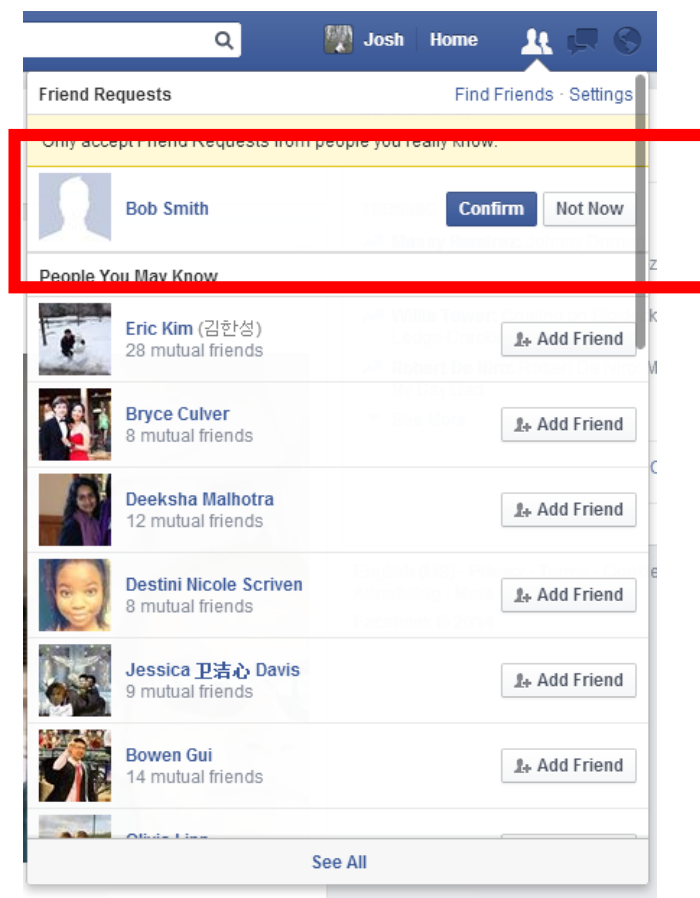 Josh Home
Friend Requests Find Friends · Settings
Only accept Friend Requests from people you really know.
Bob Smith Confirm Not Now
People You May Know
Eric Kim (김한성)
28 mutual friends
Add Friend
Bryce Culver
8 mutual friends
Add Friend
Deeksha Malhotra
12 mutual friends
Add Friend
Destini Nicole Scriven
8 mutual friends
Add Friend
Jessica 卫洁心 Davis
9 mutual friends
Add Friend
Bowen Gui
14 mutual friends
Add Friend
See All